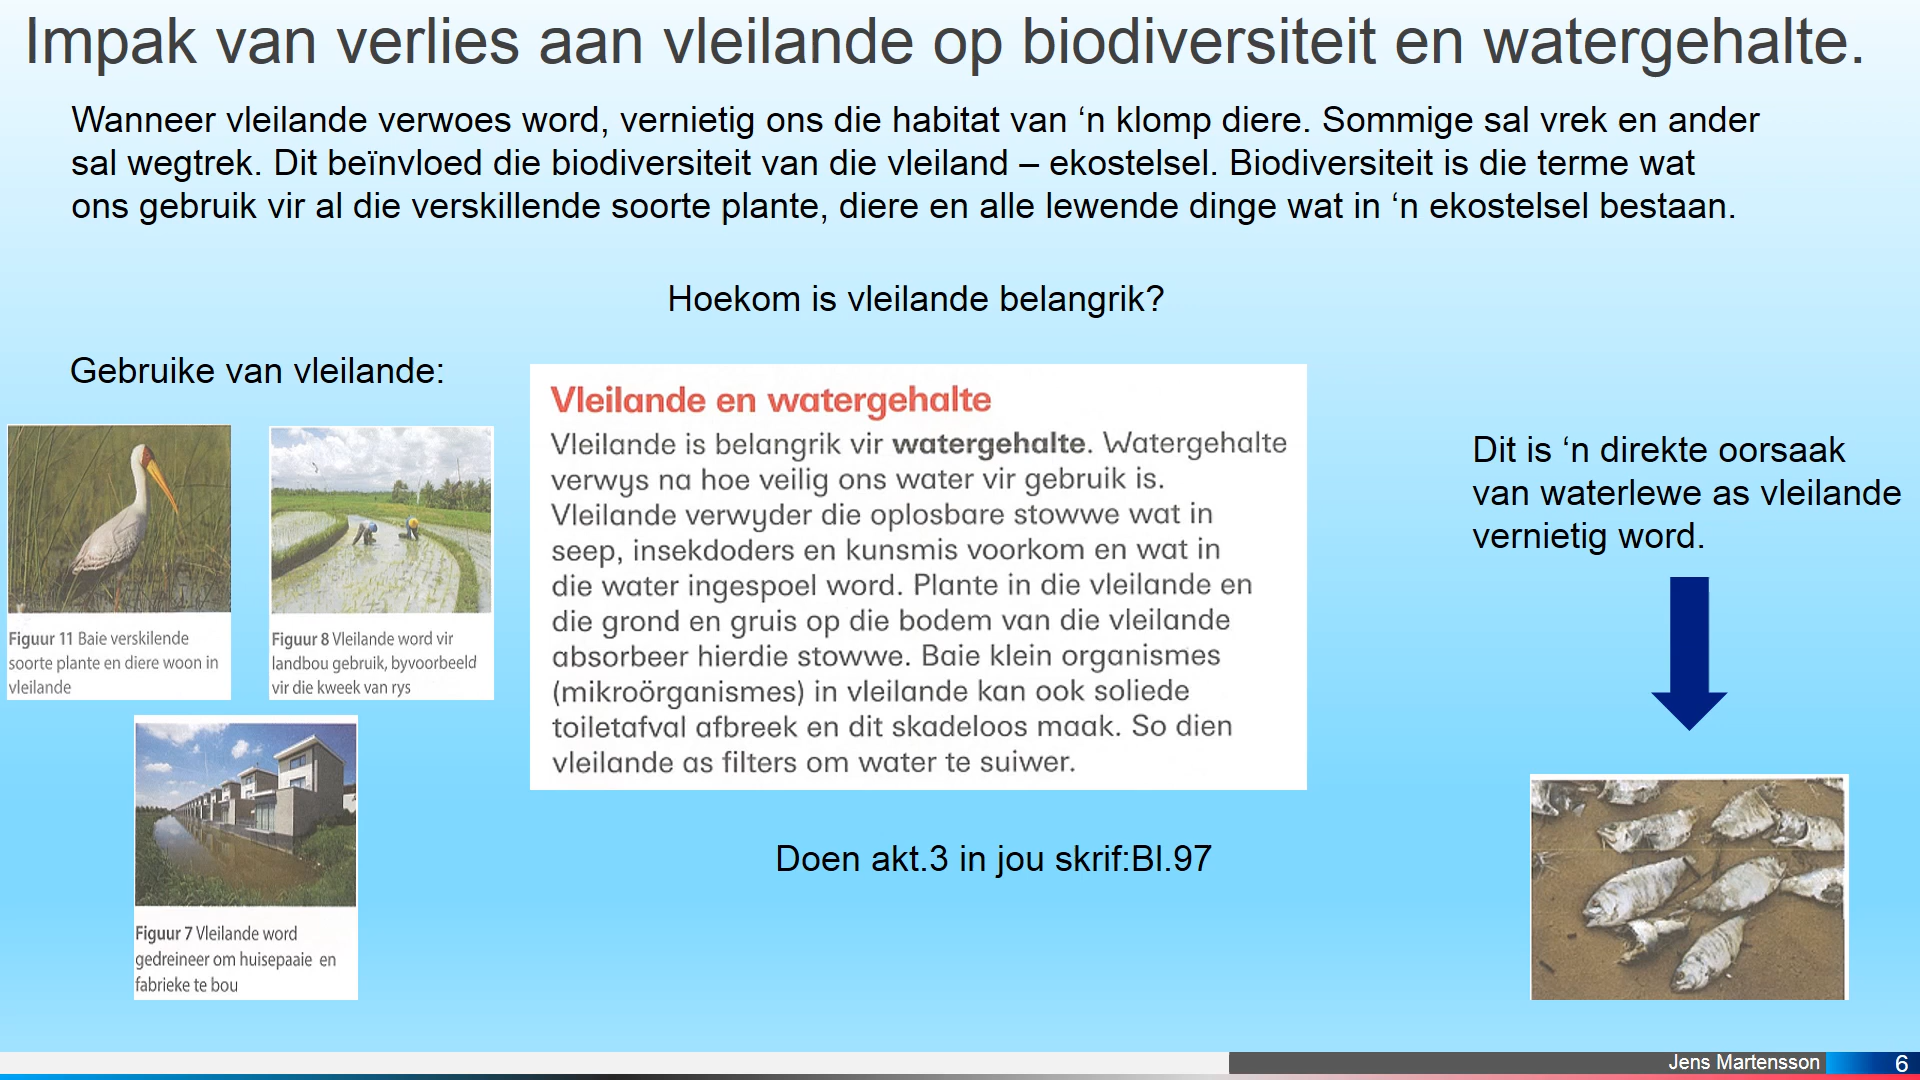 Impak van verlies aan vleilande op biodiversiteit en watergehalte.
Wanneer vleilande verwoes word, vernietig ons die habitat van ‘n klomp diere. Sommige sal vrek en ander
sal wegtrek. Dit beïnvloed die biodiversiteit van die vleiland – ekostelsel. Biodiversiteit is die terme wat
ons gebruik vir al die verskillende soorte plante, diere en alle lewende dinge wat in ‘n ekostelsel bestaan.
Hoekom is vleilande belangrik?
Gebruike van vleilande:
Figuur 11 Baie verskilende
soorte plante en diere woon in
vleilande
Figuur 8 Vleilande word vir
landbou gebruik, byvoorbeeld
vir die kweek van rys
Figuur 7 Vleilande word
gedreineer om huisepaaie en
fabrieke te bou
Vleilande en watergehalte
Vleilande is belangrik vir watergehalte. Watergehalte
verwys na hoe veilig ons water vir gebruik is.
Vleilande verwyder die oplosbare stowwe wat in
seep, insekdoders en kunsmis voorkom en wat in
die water ingespoel word. Plante in die vleilande en
die grond en gruis op die bodem van die vleilande
absorbeer hierdie stowwe. Baie klein organismes
(mikroörganismes) in vleilande kan ook soliede
toiletafval afbreek en dit skadeloos maak. So dien
vleilande as filters om water te suiwer.
Doen akt.3 in jou skrif:Bl.97
Dit is ‘n direkte oorsaak
van waterlewe as vleilande
vernietig word.
Jens Martensson
6